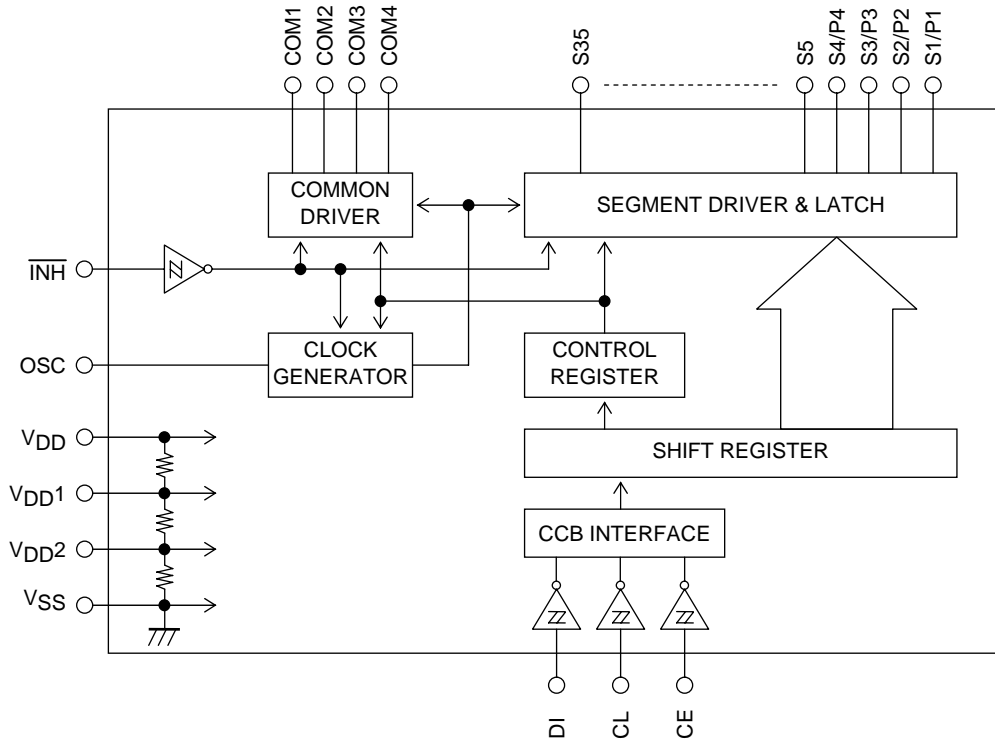 COM1
COM2
COM3
COM4
S35
S5
S4/P4
S3/P3
S2/P2
S1/P1
COMMON
DRIVER
SEGMENT DRIVER & LATCH
INH
OSC
CLOCK
GENERATOR
CONTROL
REGISTER
VDD
SHIFT REGISTER
VDD1
CCB INTERFACE
VDD2
VSS
DI
CL
CE